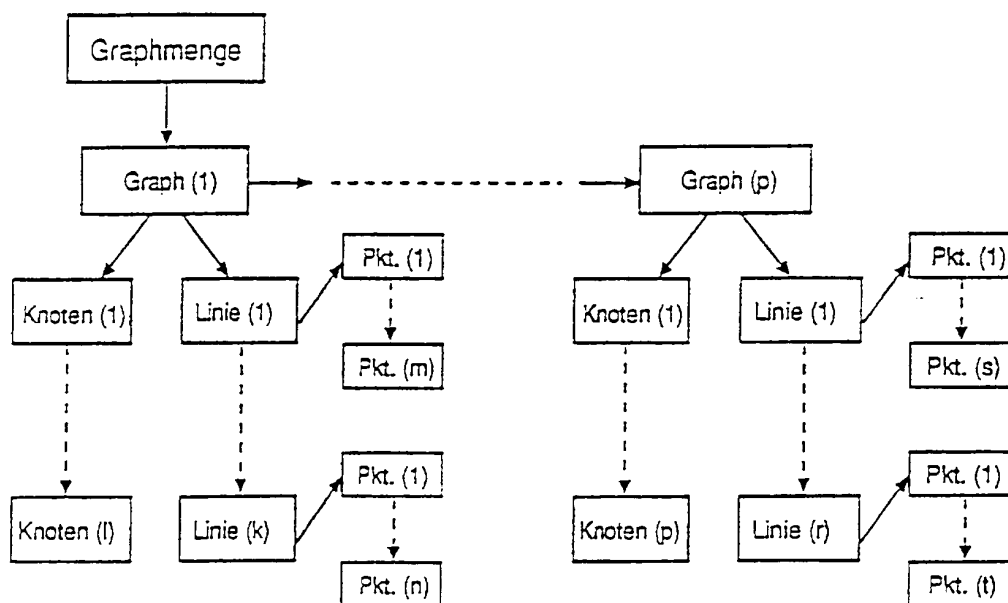 Graphmenge
Graph (1)
Graph (p)
Pkt. (1)
Pkt. (1)
Knoten (1)
Linie (1)
Knoten (1)
Linie (1)
Pkt. (m)
Pkt. (s)
Pkt. (1)
Pkt. (1)
Knoten (l)
Linie (k)
Knoten (p)
Linie (r)
Pkt. (n)
Pkt. (t)